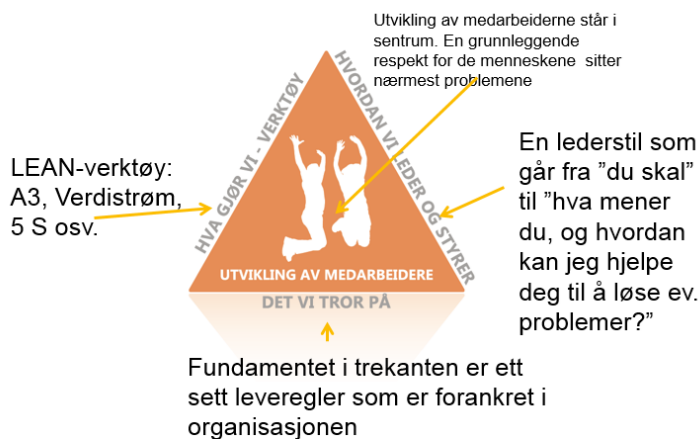 Utvikling av medarbeiderne står i
sentrum. En grunnleggende
respekt for de menneskene  sitter
nærmest problemene
HVA GJØR VI - VERKTØY
HVORDAN VI LEDER OG STYRER
LEAN-verktøy:
A3, Verdistrøm,
5 S osv.
En lederstil som
går fra ”du skal”
til ”hva mener
du, og hvordan
kan jeg hjelpe
deg til å løse ev.
problemer?”
UTVIKLING AV MEDARBEIDERE
DET VI TROR PÅ
Fundamentet i trekanten er ett
sett leveregler som er forankret i
organisasjonen